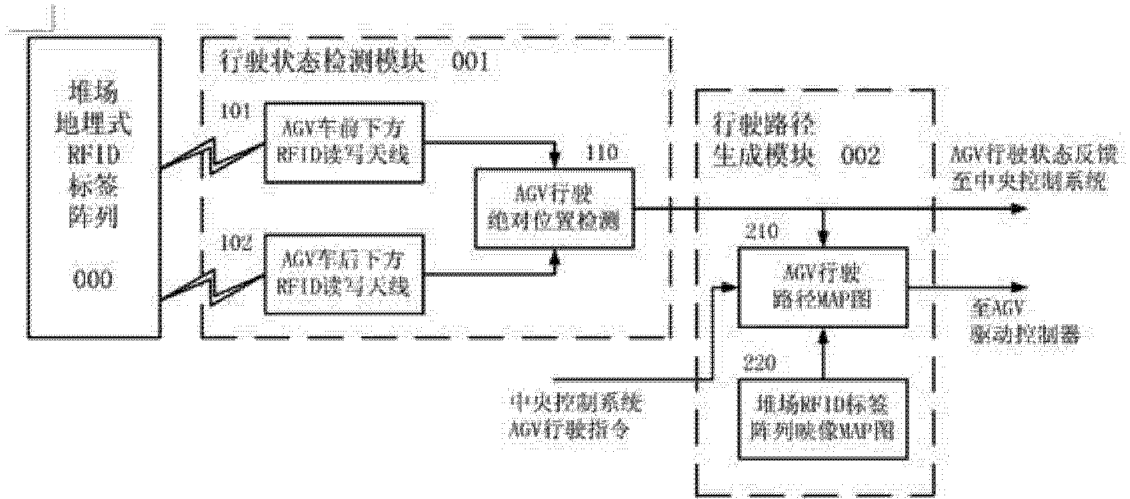 堆场
地埋式
RFID
标签
阵列
000
行驶状态检测模块 001
101
AGV车前下方
RFID读写天线
102
AGV车后下方
RFID读写天线
110
AGV行驶
绝对位置检测
行驶路径
生成模块 002
210
AGV行驶
路径MAP图
220
堆场RFID标签
阵列映像MAP图
中央控制系统
AGV行驶指令
AGV行驶状态反馈
至中央控制系统
至AGV
驱动控制器